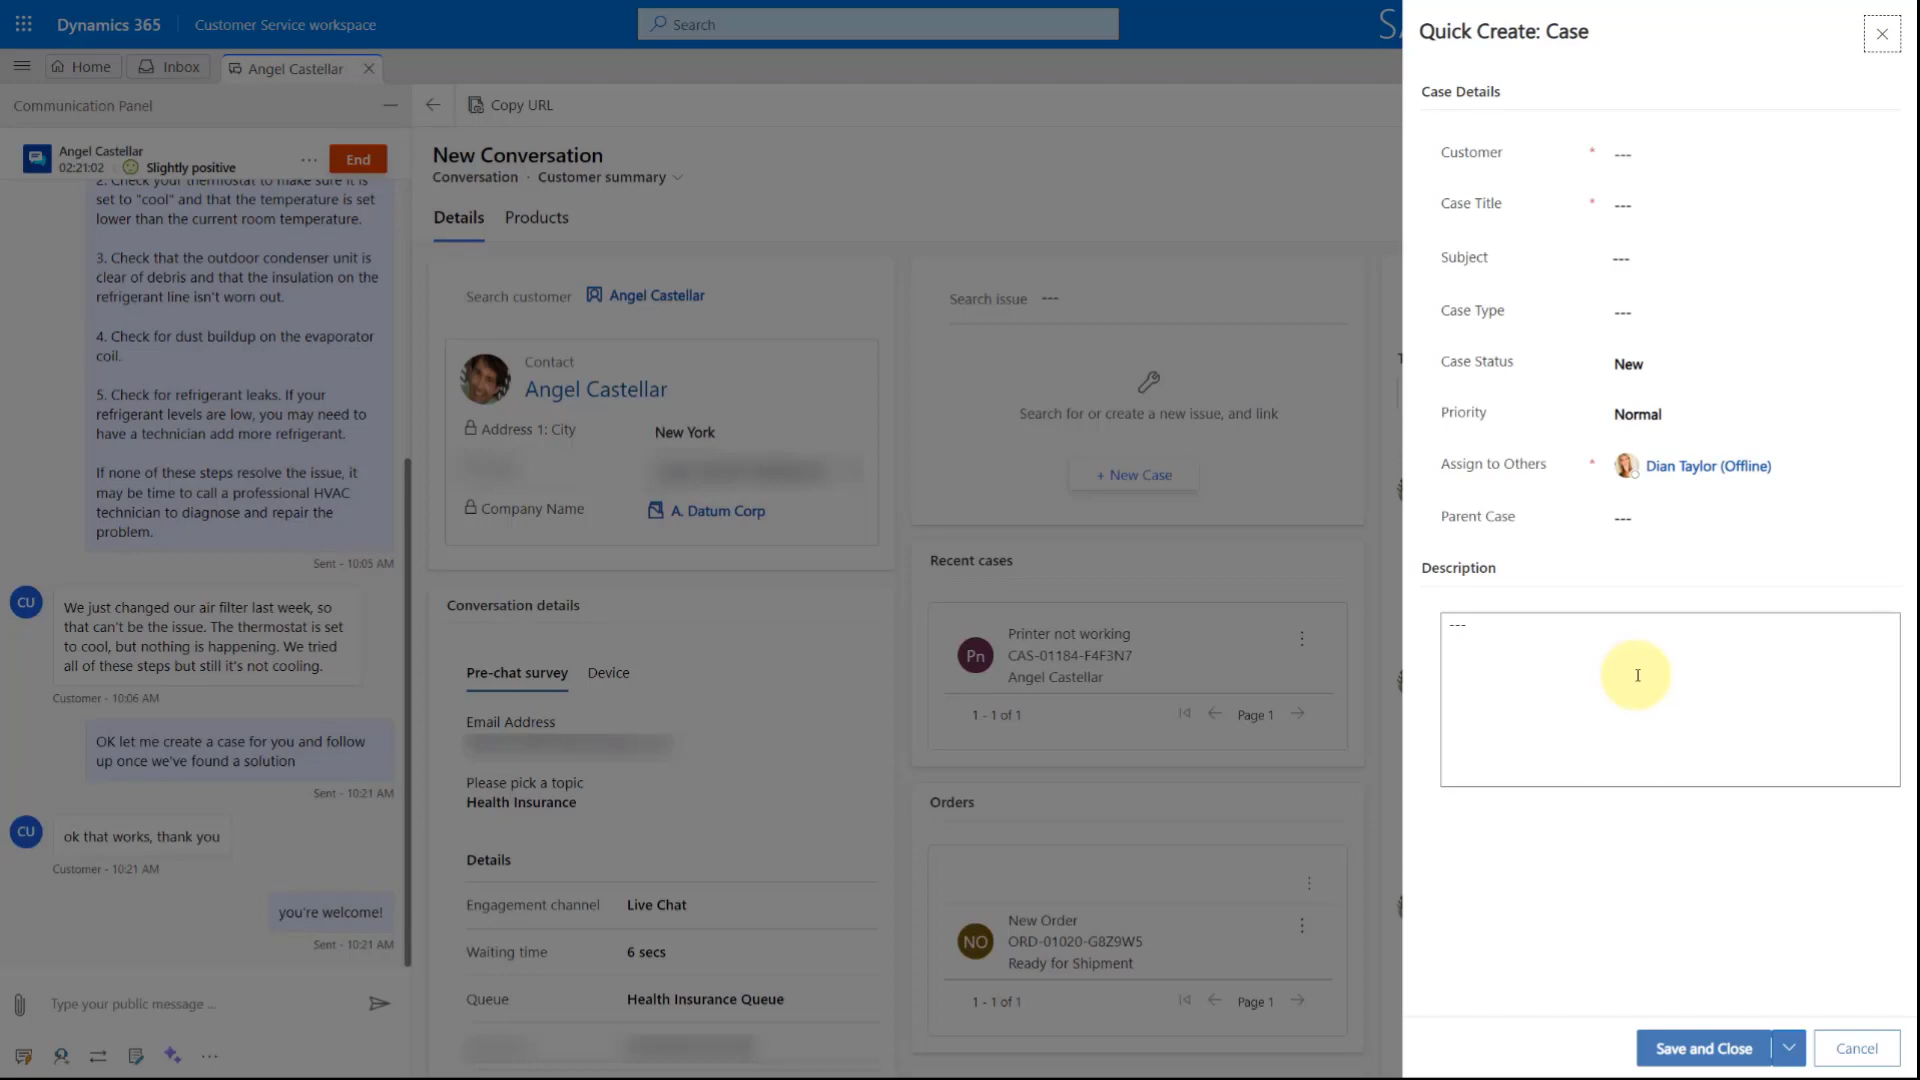 Dynamics 365
Customer Service workspace
Search
Home
Inbox
Angel Castellar
Communication Panel
Angel Castellar
02:21:02
Slightly positive
End
2. Check your thermostat to make sure it is
set to "cool" and that the temperature is set
lower than the current room temperature.
3. Check that the outdoor condenser unit is
clear of debris and that the insulation on the
refrigerant line isn't worn out.
4. Check for dust buildup on the evaporator
coil.
5. Check for refrigerant leaks. If your
refrigerant levels are low, you may need to
have a technician add more refrigerant.
If none of these steps resolve the issue, it
may be time to call a professional HVAC
technician to diagnose and repair the
problem.
Sent - 10:05 AM
CU
We just changed our air filter last week, so
that can't be the issue. The thermostat is set
to cool, but nothing is happening. We tried
all of these steps but still it's not cooling.
Customer - 10:06 AM
OK let me create a case for you and follow
up once we've found a solution
Sent - 10:21 AM
CU
ok that works, thank you
Customer - 10:21 AM
you're welcome!
Sent - 10:21 AM
Type your public message ...
Copy URL
New Conversation
Conversation · Customer summary
Details
Products
Search customer
Angel Castellar
Contact
Angel Castellar
Address 1: City
New York
Company Name
A. Datum Corp
Conversation details
Pre-chat survey
Device
Email Address
Please pick a topic
Health Insurance
Details
Engagement channel
Live Chat
Waiting time
6 secs
Queue
Health Insurance Queue
Search issue
---
Search for or create a new issue, and link
+ New Case
Recent cases
Pn
Printer not working
CAS-01184-F4F3N7
Angel Castellar
1 - 1 of 1
Page 1
Orders
NO
New Order
ORD-01020-G8Z9W5
Ready for Shipment
1 - 1 of 1
Page 1
Quick Create: Case
Case Details
Customer * ---
Case Title * ---
Subject ---
Case Type ---
Case Status New
Priority Normal
Assign to Others * Dian Taylor (Offline)
Parent Case ---
Description
---
Save and Close
Cancel